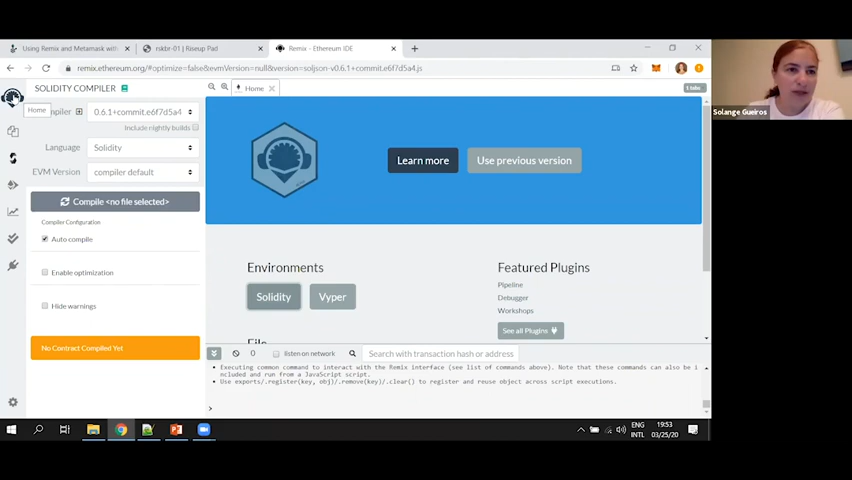 Using Remix and Metamask with
rskbr-01 | Riseup Pad
Remix - Ethereum IDE
remix.ethereum.org/#optimize=false&evmVersion=null&version=soljson-v0.6.1+commit.e6f7d5a4.js
SOLIDITY COMPILER
Home
1 tabs
Home
piler
0.6.1+commit.e6f7d5a4
Include nightly builds
Language
Solidity
EVM Version
compiler default
Compile <no file selected>
Compiler Configuration
Auto compile
Enable optimization
Hide warnings
No Contract Compiled Yet
Learn more
Use previous version
Environments
Solidity
Vyper
File
Featured Plugins
Pipeline
Debugger
Workshops
See all Plugins
0
listen on network
Search with transaction hash or address
• Executing common command to interact with the Remix interface (see list of commands above). Note that these commands can also be i
ncluded and run from a JavaScript script.
• Use exports/.register(key, obj)/.remove(key)/.clear() to register and reuse object across script executions.
>
Solange Gueiros
ENG
INTL
19:53
03/25/20